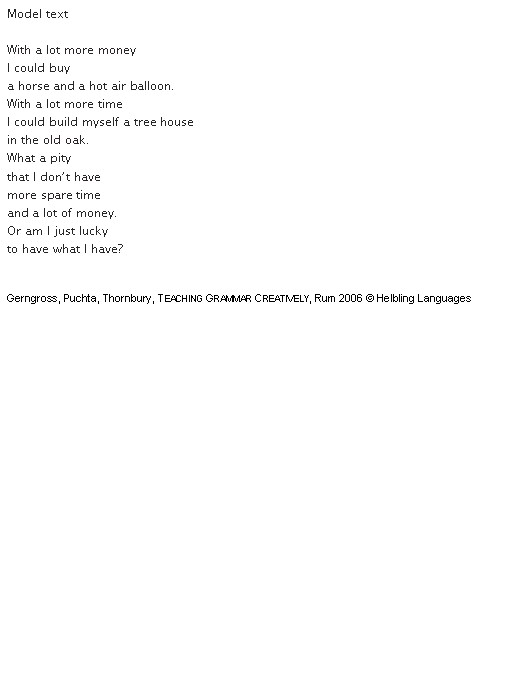 Model text
With a lot more money
I could buy
a horse and a hot air balloon.
With a lot more time
I could build myself a tree house
in the old oak.
What a pity
that I don't have
more spare time
and a lot of money.
Or am I just lucky
to have what I have?
Gerngross, Puchta, Thornbury, TEACHING GRAMMAR CREATIVELY, Rum 2006 © Helbling Languages